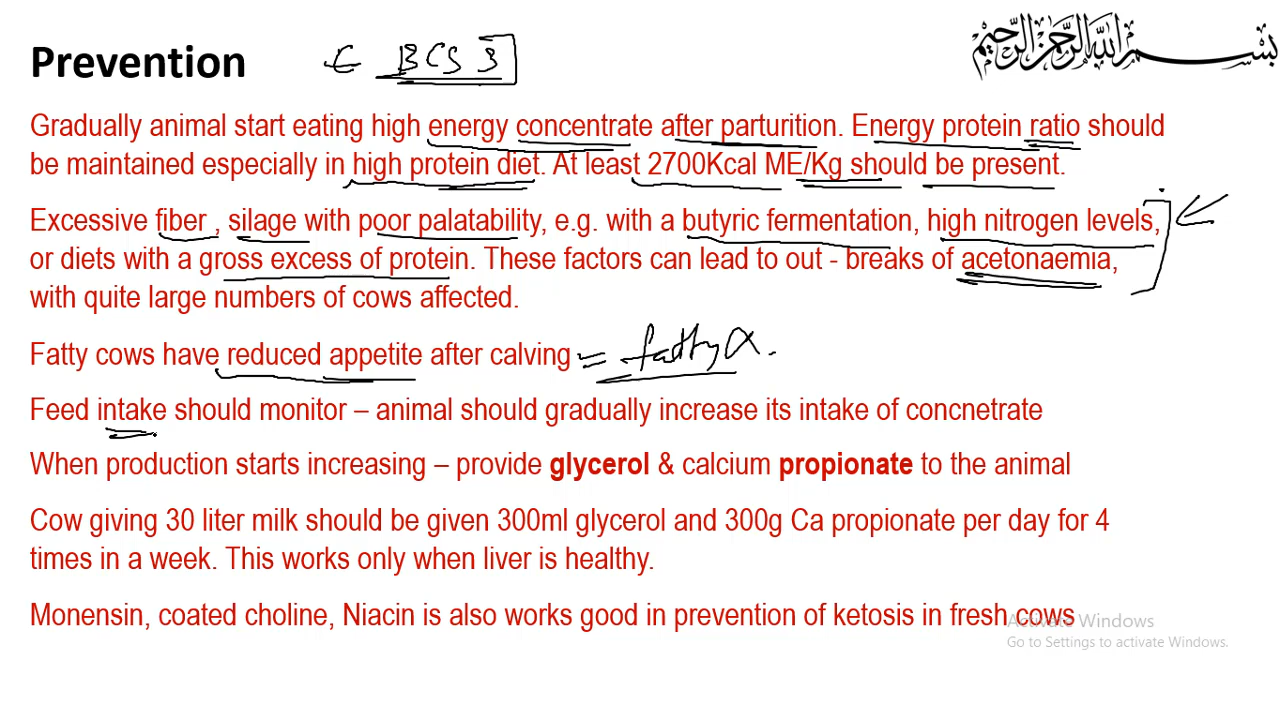 Prevention
BCS 3
بسم الله الرحمن الرحيم
Gradually animal start eating high energy concentrate after parturition. Energy protein ratio should
be maintained especially in high protein diet. At least 2700Kcal ME/Kg should be present.
Excessive fiber , silage with poor palatability, e.g. with a butyric fermentation, high nitrogen levels,
or diets with a gross excess of protein. These factors can lead to out - breaks of acetonaemia,
with quite large numbers of cows affected.
Fatty cows have reduced appetite after calving = fatty
Feed intake should monitor – animal should gradually increase its intake of concnetrate
When production starts increasing – provide glycerol & calcium propionate to the animal
Cow giving 30 liter milk should be given 300ml glycerol and 300g Ca propionate per day for 4
times in a week. This works only when liver is healthy.
Monensin, coated choline, Niacin is also works good in prevention of ketosis in fresh cows
Activate Windows
Go to Settings to activate Windows.